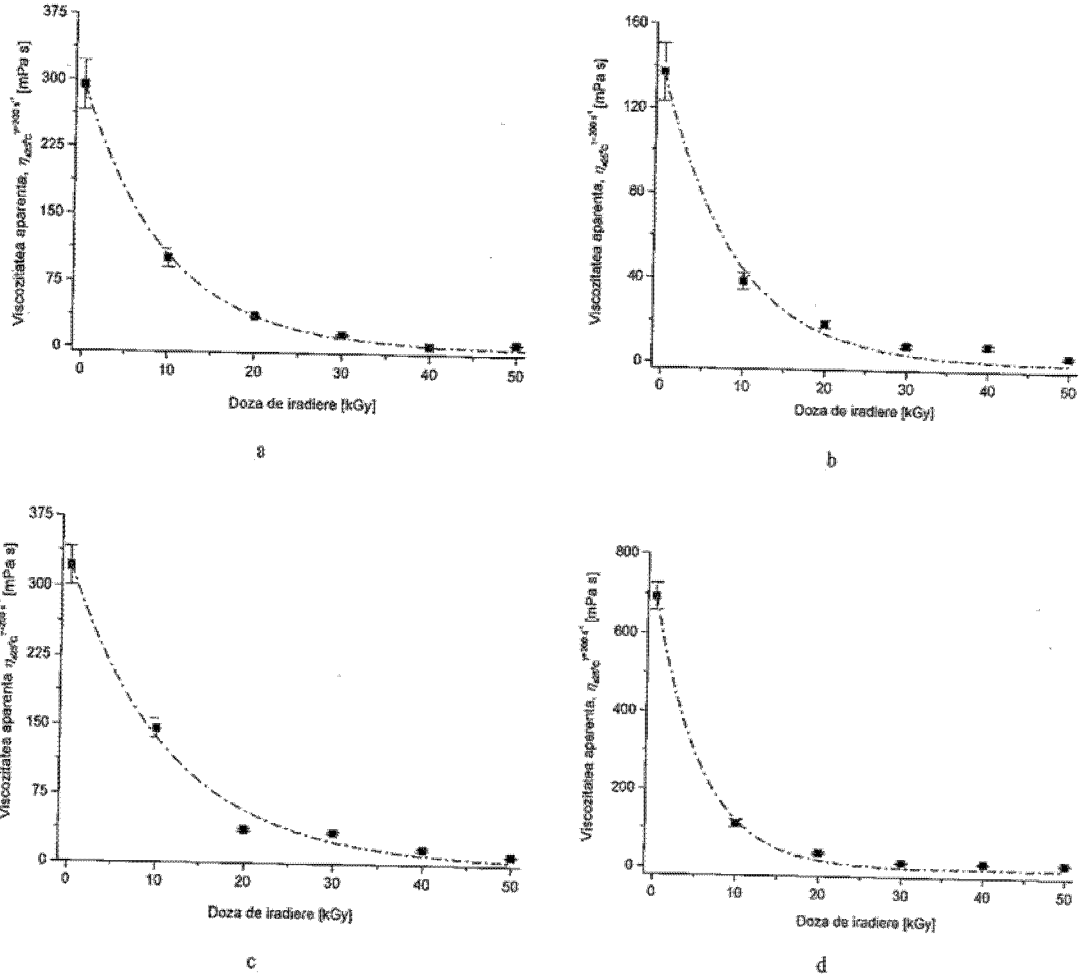 Viscozitatea aparenta, [mPa s]
375
300
225
150
75
0
0 10 20 30 40 50
Doza de iradiere [kGy]
a
Viscozitatea aparenta, [mPa s]
160
120
80
40
0
0 10 20 30 40 50
Doza de iradiere [kGy]
b
Viscozitatea aparenta [mPa s]
375
300
225
150
75
0
0 10 20 30 40 50
Doza de iradiere [kGy]
c
Viscozitatea aparenta, [mPa s]
800
600
400
200
0
0 10 20 30 40 50
Doza de iradiere [kGy]
d